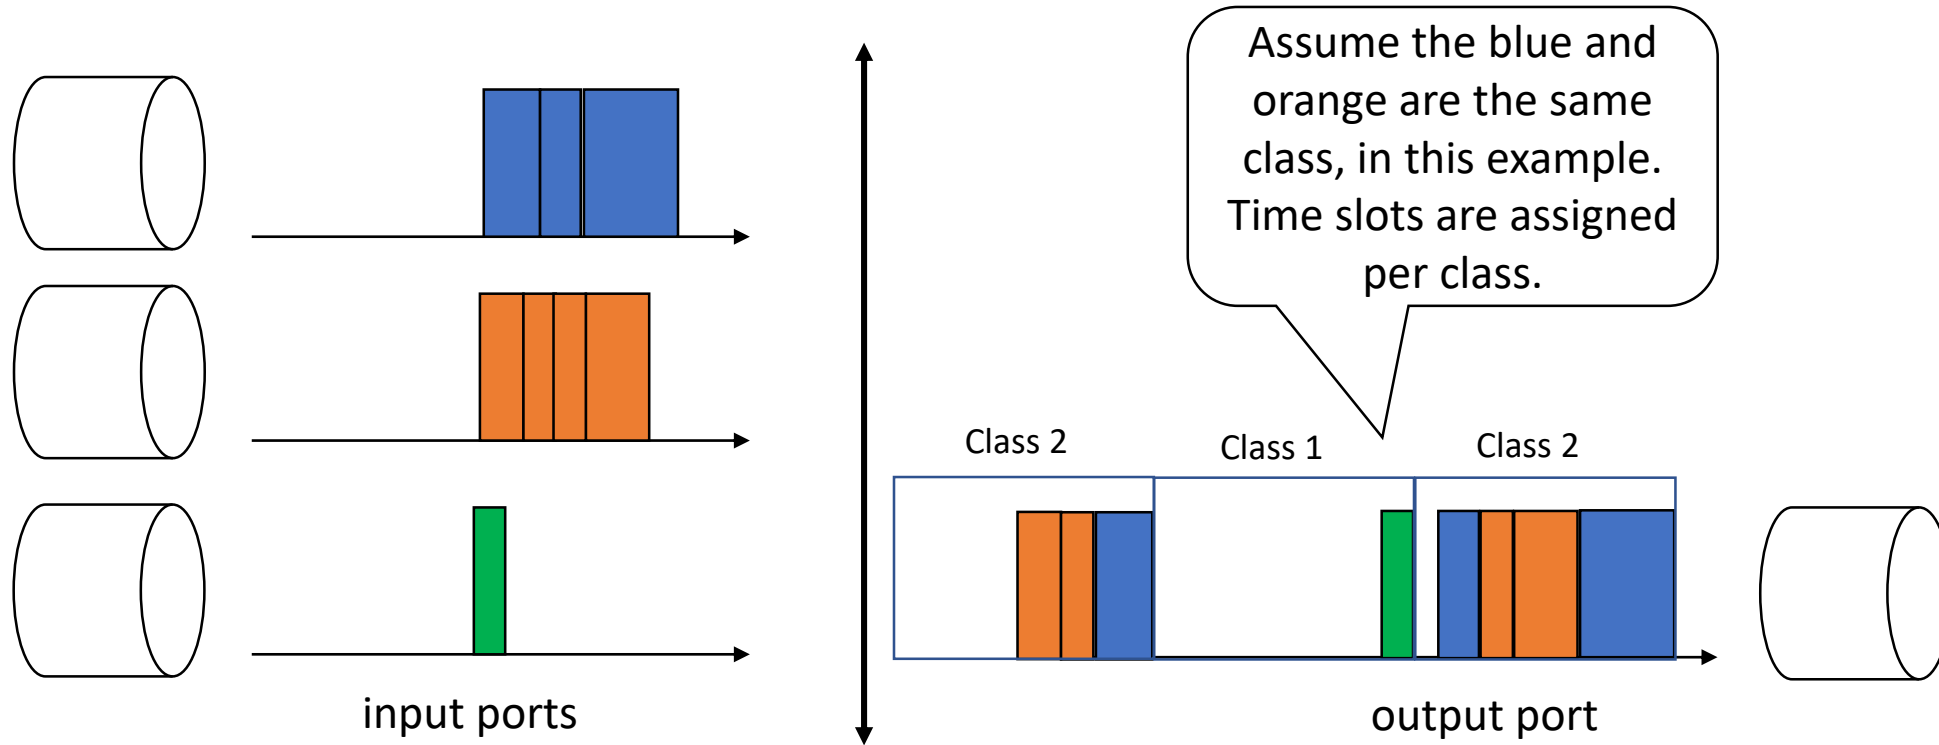 Assume the blue and
orange are the same
class, in this example.
Time slots are assigned
per class.
Class 2
Class 1
Class 2
input ports
output port